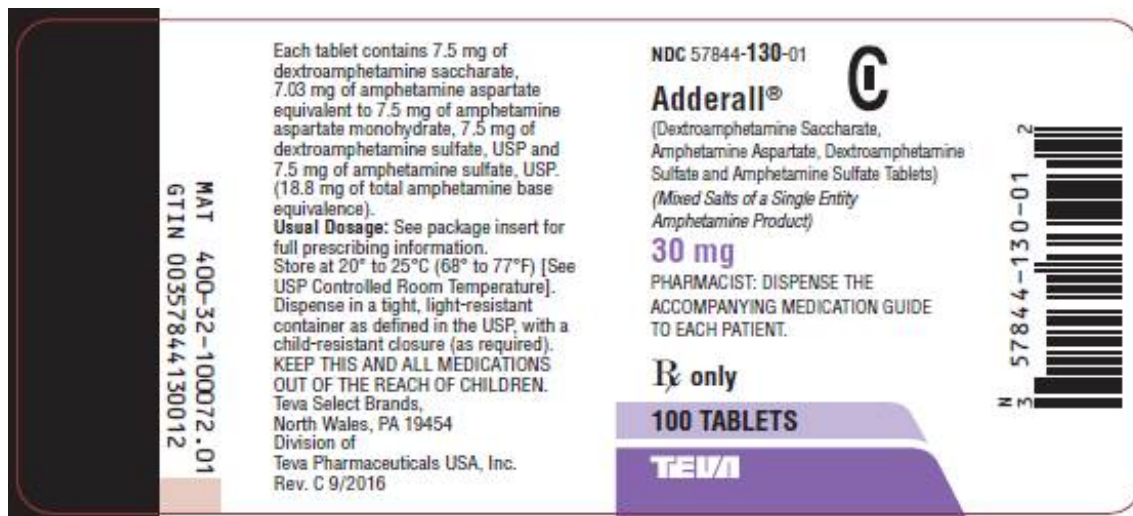 MAT 400-32-100072.01
GTIN 00357844130012
Each tablet contains 7.5 mg of
dextroamphetamine saccharate,
7.03 mg of amphetamine aspartate
equivalent to 7.5 mg of amphetamine
aspartate monohydrate, 7.5 mg of
dextroamphetamine sulfate, USP and
7.5 mg of amphetamine sulfate, USP.
(18.8 mg of total amphetamine base
equivalence).
Usual Dosage: See package insert for
full prescribing information.
Store at 20° to 25°C (68° to 77°F) [See
USP Controlled Room Temperature].
Dispense in a tight, light-resistant
container as defined in the USP, with a
child-resistant closure (as required).
KEEP THIS AND ALL MEDICATIONS
OUT OF THE REACH OF CHILDREN.
Teva Select Brands,
North Wales, PA 19454
Division of
Teva Pharmaceuticals USA, Inc.
Rev. C 9/2016
NDC 57844-130-01
CII
Adderall®
(Dextroamphetamine Saccharate,
Amphetamine Aspartate, Dextroamphetamine
Sulfate and Amphetamine Sulfate Tablets)
(Mixed Salts of a Single Entity
Amphetamine Product)
30 mg
PHARMACIST: DISPENSE THE
ACCOMPANYING MEDICATION GUIDE
TO EACH PATIENT.
℞ only
100 TABLETS
TEVA
N
3 57844-130-01 2